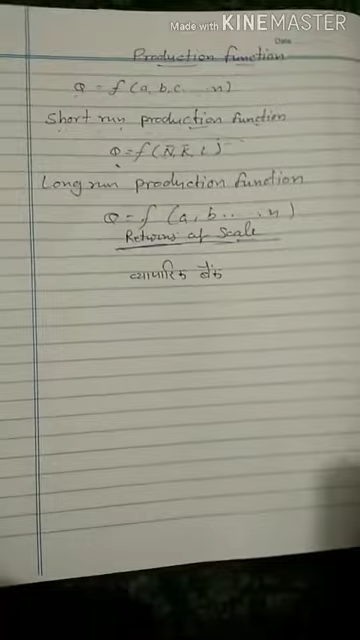 Made with KINEMASTER
Date
Production function
Q = f (a, b, c ... n)
Short run production function
Q = f (N̄, K̄, L)
Long run production function
Q = f (a, b ... n)
Returns of Scale
व्यापारिक बैंक